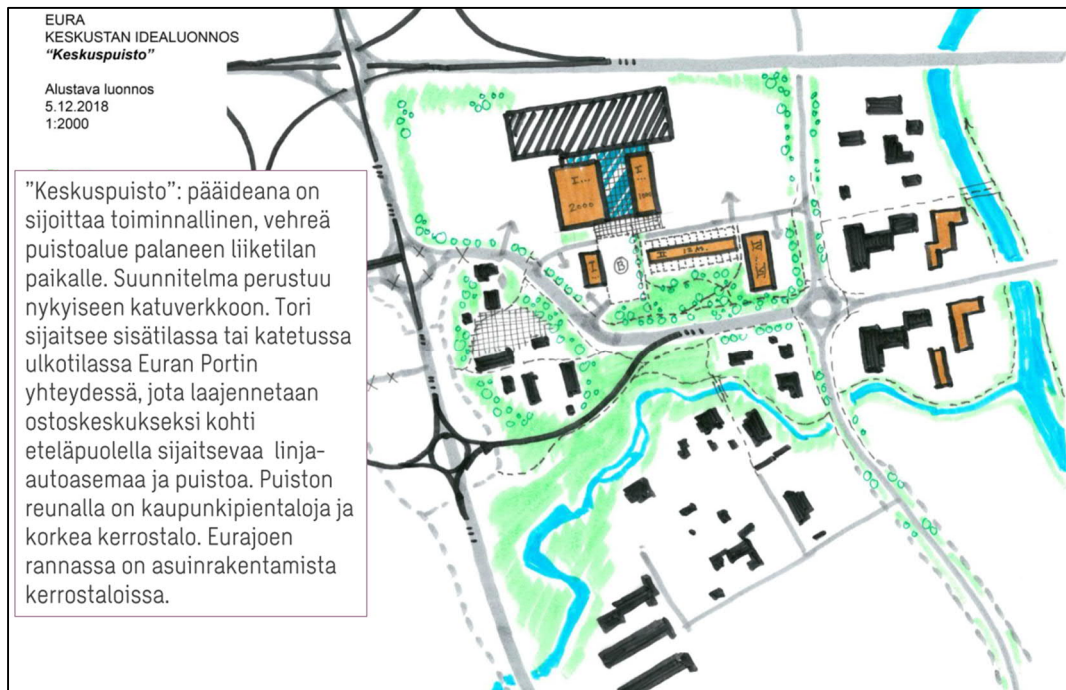 EURA
KESKUSTAN IDEALUONNOS
"Keskuspuisto"
Alustava luonnos
5.12.2018
1:2000
"Keskuspuisto": pääideana on
sijoittaa toiminnallinen, vehreä
puistoalue palaneen liiketilan
paikalle. Suunnitelma perustuu
nykyiseen katuverkkoon. Tori
sijaitsee sisätilassa tai katetussa
ulkotilassa Euran Portin
yhteydessä, jota laajennetaan
ostoskeskukseksi kohti
eteläpuolella sijaitsevaa linja-
autoasemaa ja puistoa. Puiston
reunalla on kaupunkipientaloja ja
korkea kerrostalo. Eurajoen
rannassa on asuinrakentamista
kerrostaloissa.
I...
2000
B